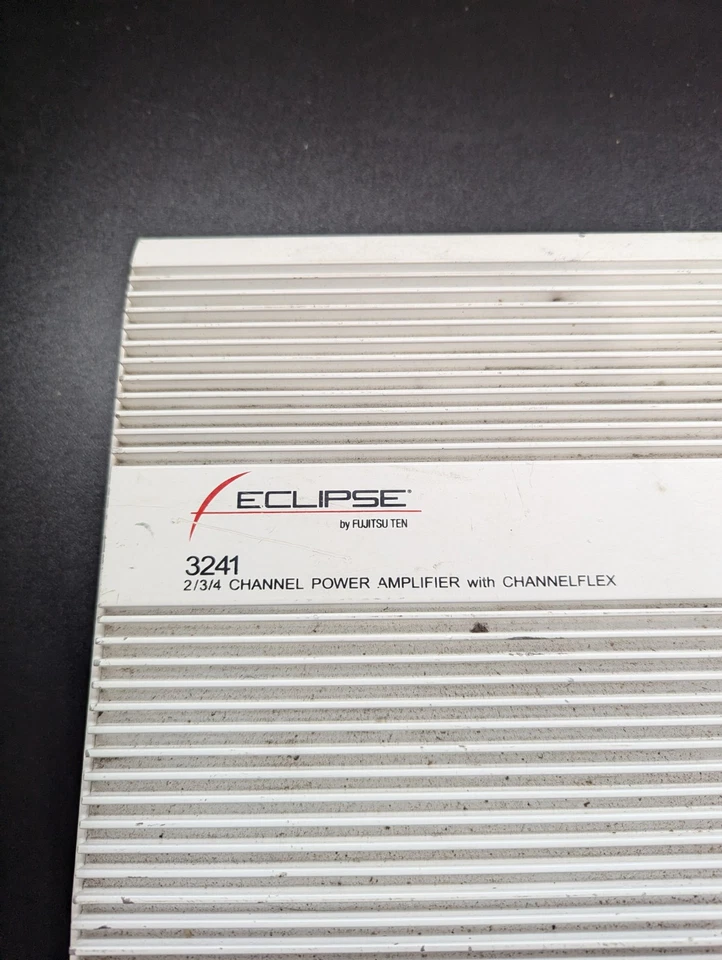 ECLIPSE
by FUJITSU TEN
3241
2/3/4 CHANNEL POWER AMPLIFIER with CHANNELFLEX